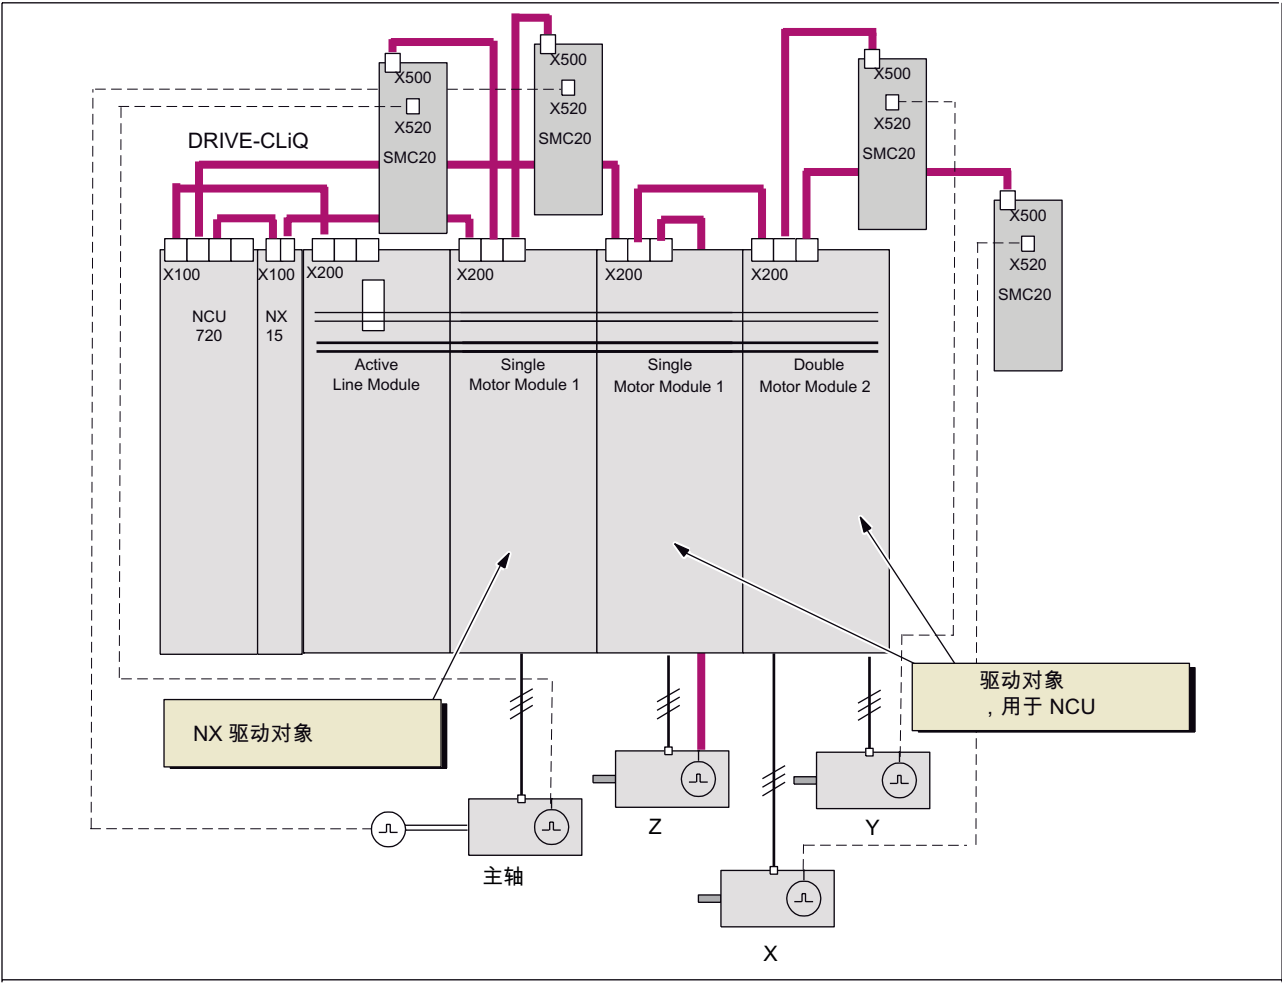 X500
X520
SMC20
X500
X520
SMC20
X500
X520
SMC20
X500
X520
SMC20
DRIVE-CLiQ
X100
X100
X200
X200
X200
X200
NCU
720
NX
15
Active
Line Module
Single
Motor Module 1
Single
Motor Module 1
Double
Motor Module 2
NX 驱动对象
驱动对象
, 用于 NCU
Z
Y
主轴
X